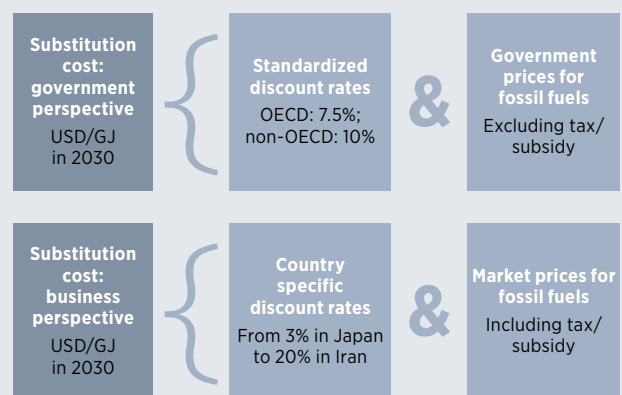 Substitution
cost:
government
perspective
USD/GJ
in 2030
Standardized
discount rates
OECD: 7.5%;
non-OECD: 10%
&
Government
prices for
fossil fuels
Excluding tax/
subsidy
Substitution
cost:
business
perspective
USD/GJ
in 2030
Country
specific
discount rates
From 3% in Japan
to 20% in Iran
&
Market prices for
fossil fuels
Including tax/
subsidy